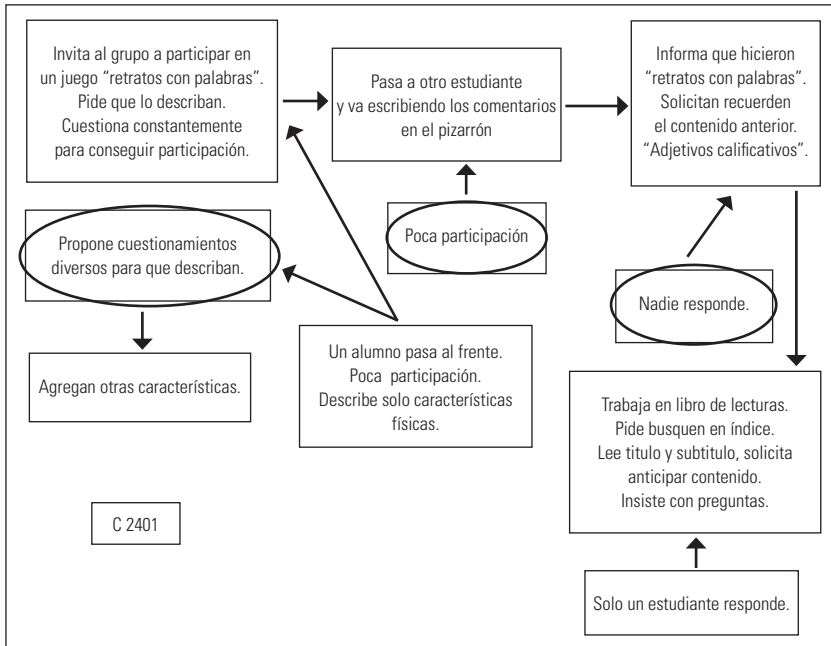 Invita al grupo a participar en
un juego “retratos con palabras”.
Pide que lo describan.
Cuestiona constantemente
para conseguir participación.
Pasa a otro estudiante
y va escribiendo los comentarios
en el pizarrón
Informa que hicieron
“retratos con palabras”.
Solicitan recuerden
el contenido anterior.
“Adjetivos calificativos”.
Propone cuestionamientos
diversos para que describan.
Poca participación
Nadie responde.
Agregan otras características.
Un alumno pasa al frente.
Poca participación.
Describe solo características
físicas.
Trabaja en libro de lecturas.
Pide busquen en índice.
Lee titulo y subtitulo, solicita
anticipar contenido.
Insiste con preguntas.
C 2401
Solo un estudiante responde.